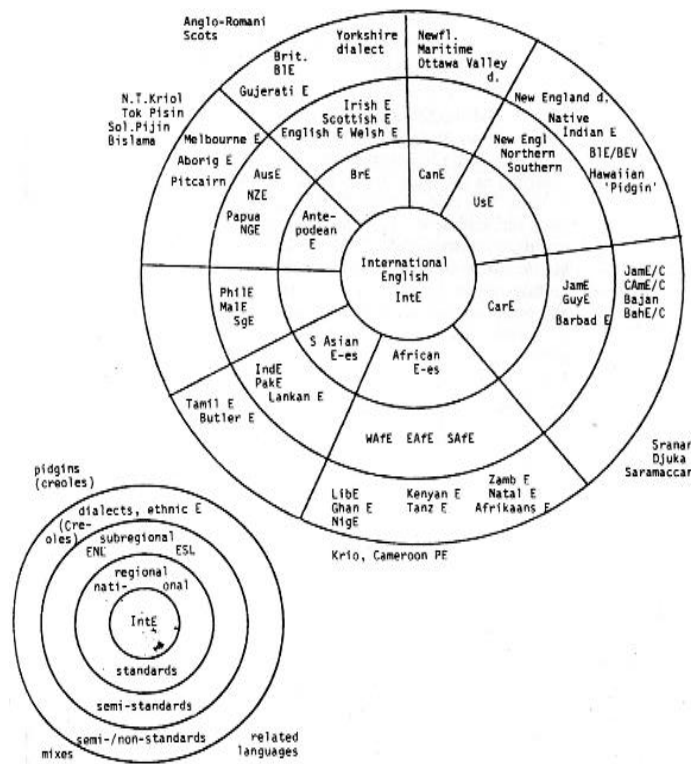 Anglo-Romani
Scots
Brit.
BlE
Gujerati E
Yorkshire
dialect
Newfl.
Maritime
Ottawa Valley
d.
New England d.
Native
Indian E
BlE/BEV
Hawaiian
'Pidgin'
N.T.Kriol
Tok Pisin
Sol.Pijin
Bislama
Melbourne E
Aborig E
Pitcairn
Irish E
Scottish E
English E Welsh E
New Engl
Northern
Southern
AusE
NZE
Papua
NGE
Ante-
podean
E
BrE
CanE
UsE
International
English
IntE
PhilE
MalE
SgE
CarE
JamE
GuyE
Barbad E
JamE/C
CAmE/C
Bajan
BahE/C
S Asian
E-es
African
E-es
IndE
PakE
Lankan E
Tamil E
Butler E
WAfE EAfE SAfE
LibE
Ghan E
NigE
Kenyan E
Tanz E
Zamb E
Natal E
Afrikaans E
Sranan
Djuka
Saramaccan
Krio, Cameroon PE
pidgins
(creoles)
dialects, ethnic E
(Cre-
oles)
subregional
ENL ESL
regional
nati- onal
IntE
standards
semi-standards
semi-/non-standards
mixes
related
languages